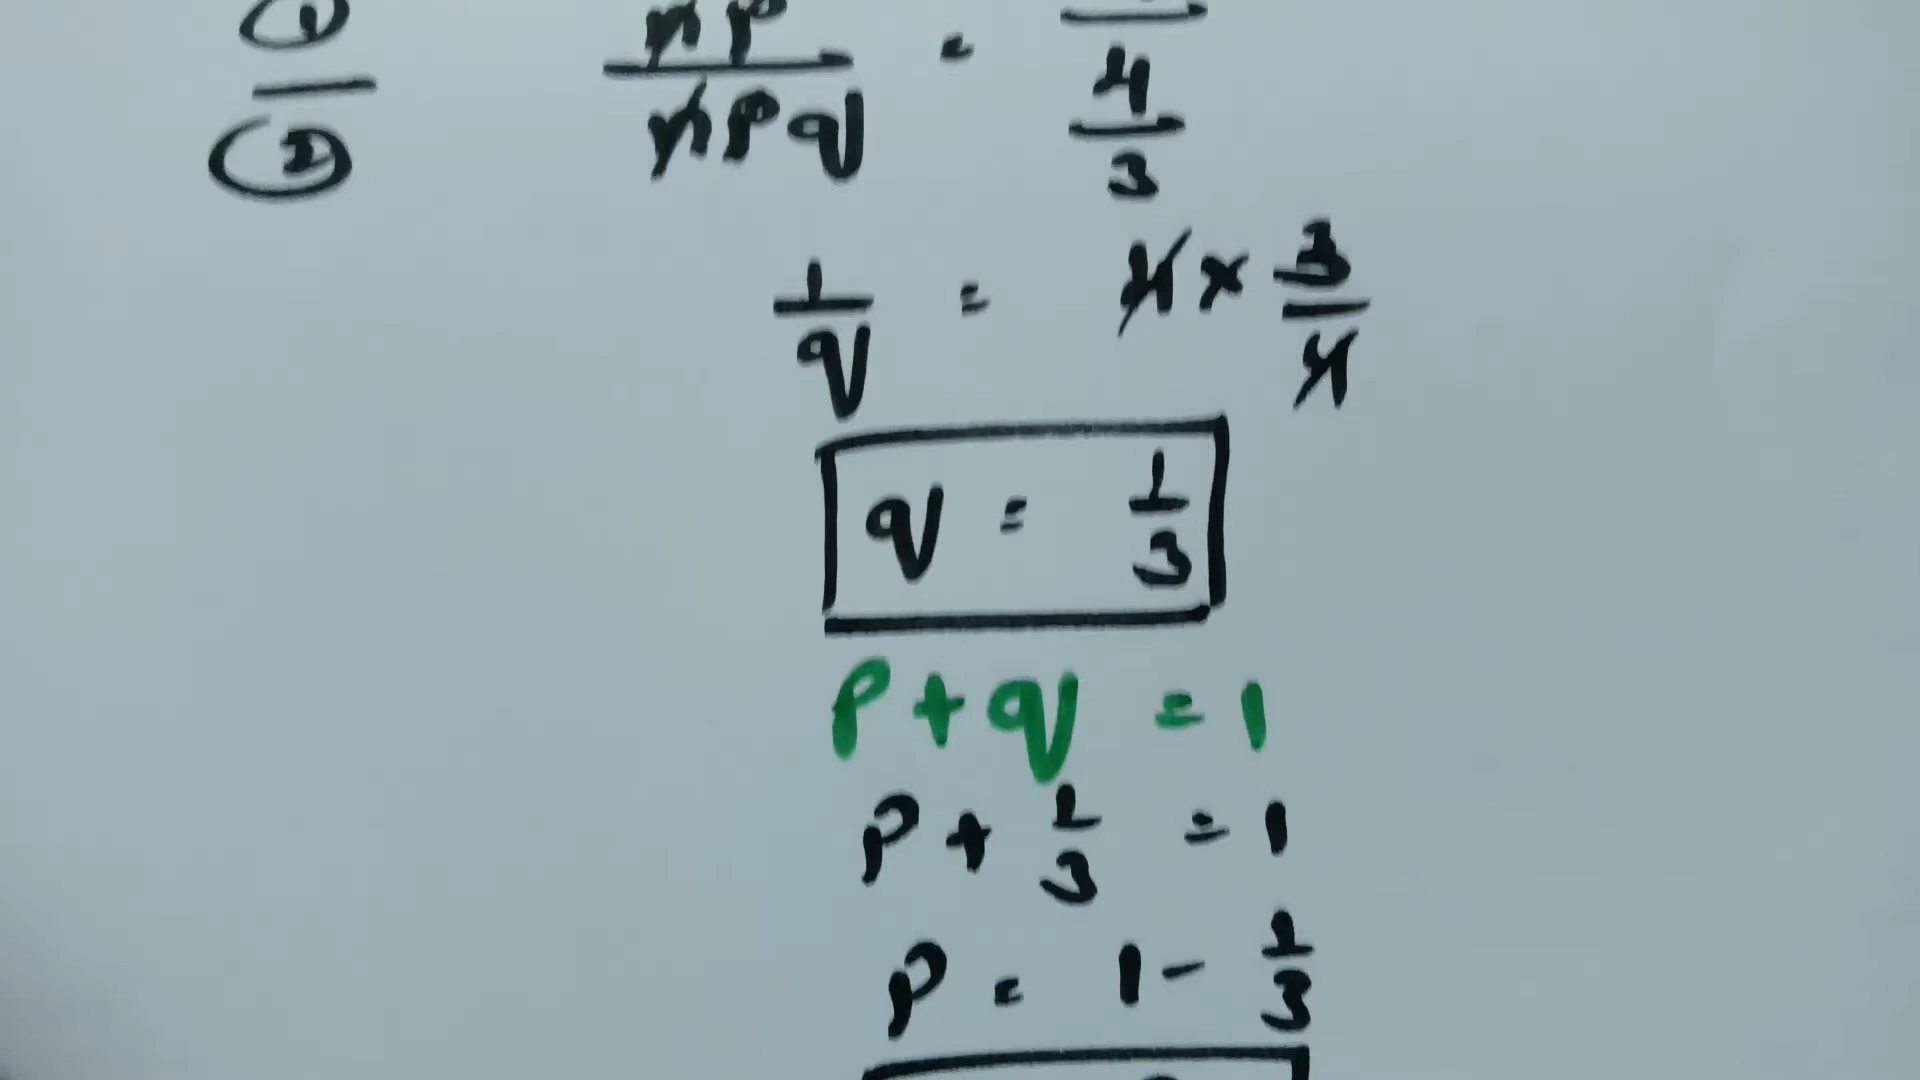 ①/② np/npq = /4/3
1/q = 4 × 3/4
q = 1/3
P + q = 1
P + 1/3 = 1
P = 1 - 1/3